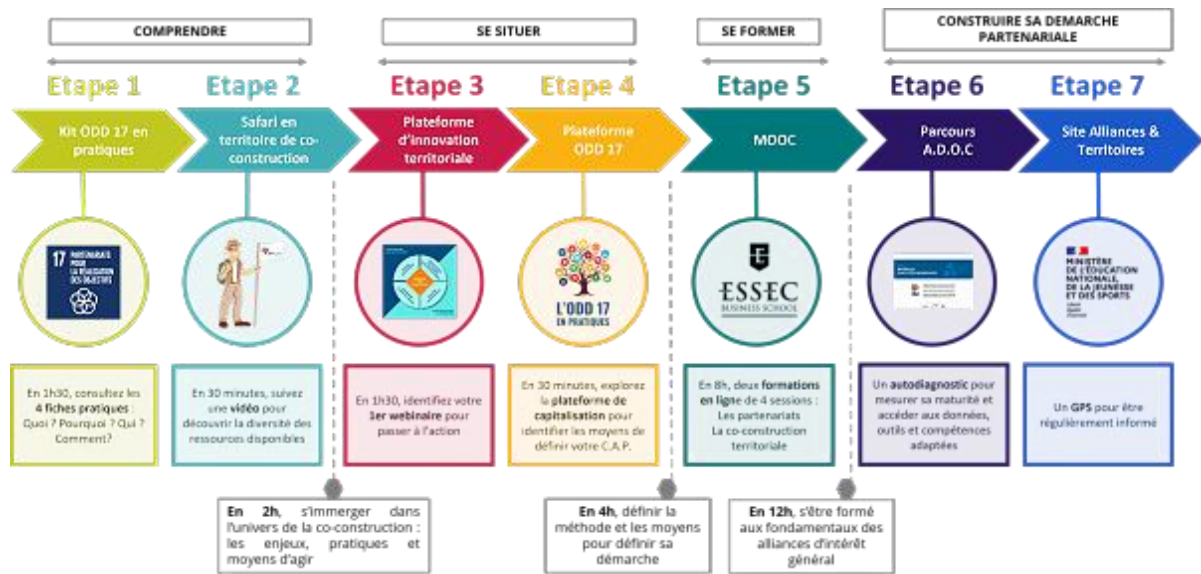 COMPRENDRE
SE SITUER
SE FORMER
CONSTRUIRE SA DEMARCHE
PARTENARIALE
Etape 1
Etape 2
Etape 3
Etape 4
Etape 5
Etape 6
Etape 7
Kit ODD 17 en
pratiques
Safari en
territoire de co-
construction
Plateforme
d'innovation
territoriale
Plateforme
ODD 17
MOOC
Parcours
A.D.O.C
Site Alliances &
Territoires
17 PARTENARIATS
POUR
LA RÉALISATION
DES OBJECTIFS
L'ODD 17
EN PRATIQUES
ESSEC
BUSINESS SCHOOL
MINISTÈRE
DE L'ÉDUCATION
NATIONALE,
DE LA JEUNESSE
ET DES SPORTS
En 1h30, consultez les
4 fiches pratiques :
Quoi ? Pourquoi ? Qui ?
Comment?
En 30 minutes, suivez
une vidéo pour
découvrir la diversité des
ressources disponibles
En 1h30, identifiez votre
1er webinaire pour
passer à l'action
En 30 minutes, explorez
la plateforme de
capitalisation pour
identifier les moyens de
définir votre C.A.P.
En 8h, deux formations
en ligne de 4 sessions :
Les partenariats
La co-construction
territoriale
Un autodiagnostic pour
mesurer sa maturité et
accéder aux données,
outils et compétences
adaptées
Un GPS pour être
régulièrement informé
En 2h, s'immerger dans
l'univers de la co-construction :
les enjeux, pratiques et
moyens d'agir
En 4h, définir la
méthode et les moyens
pour définir sa
démarche
En 12h, s'être formé
aux fondamentaux des
alliances d'intérêt
général